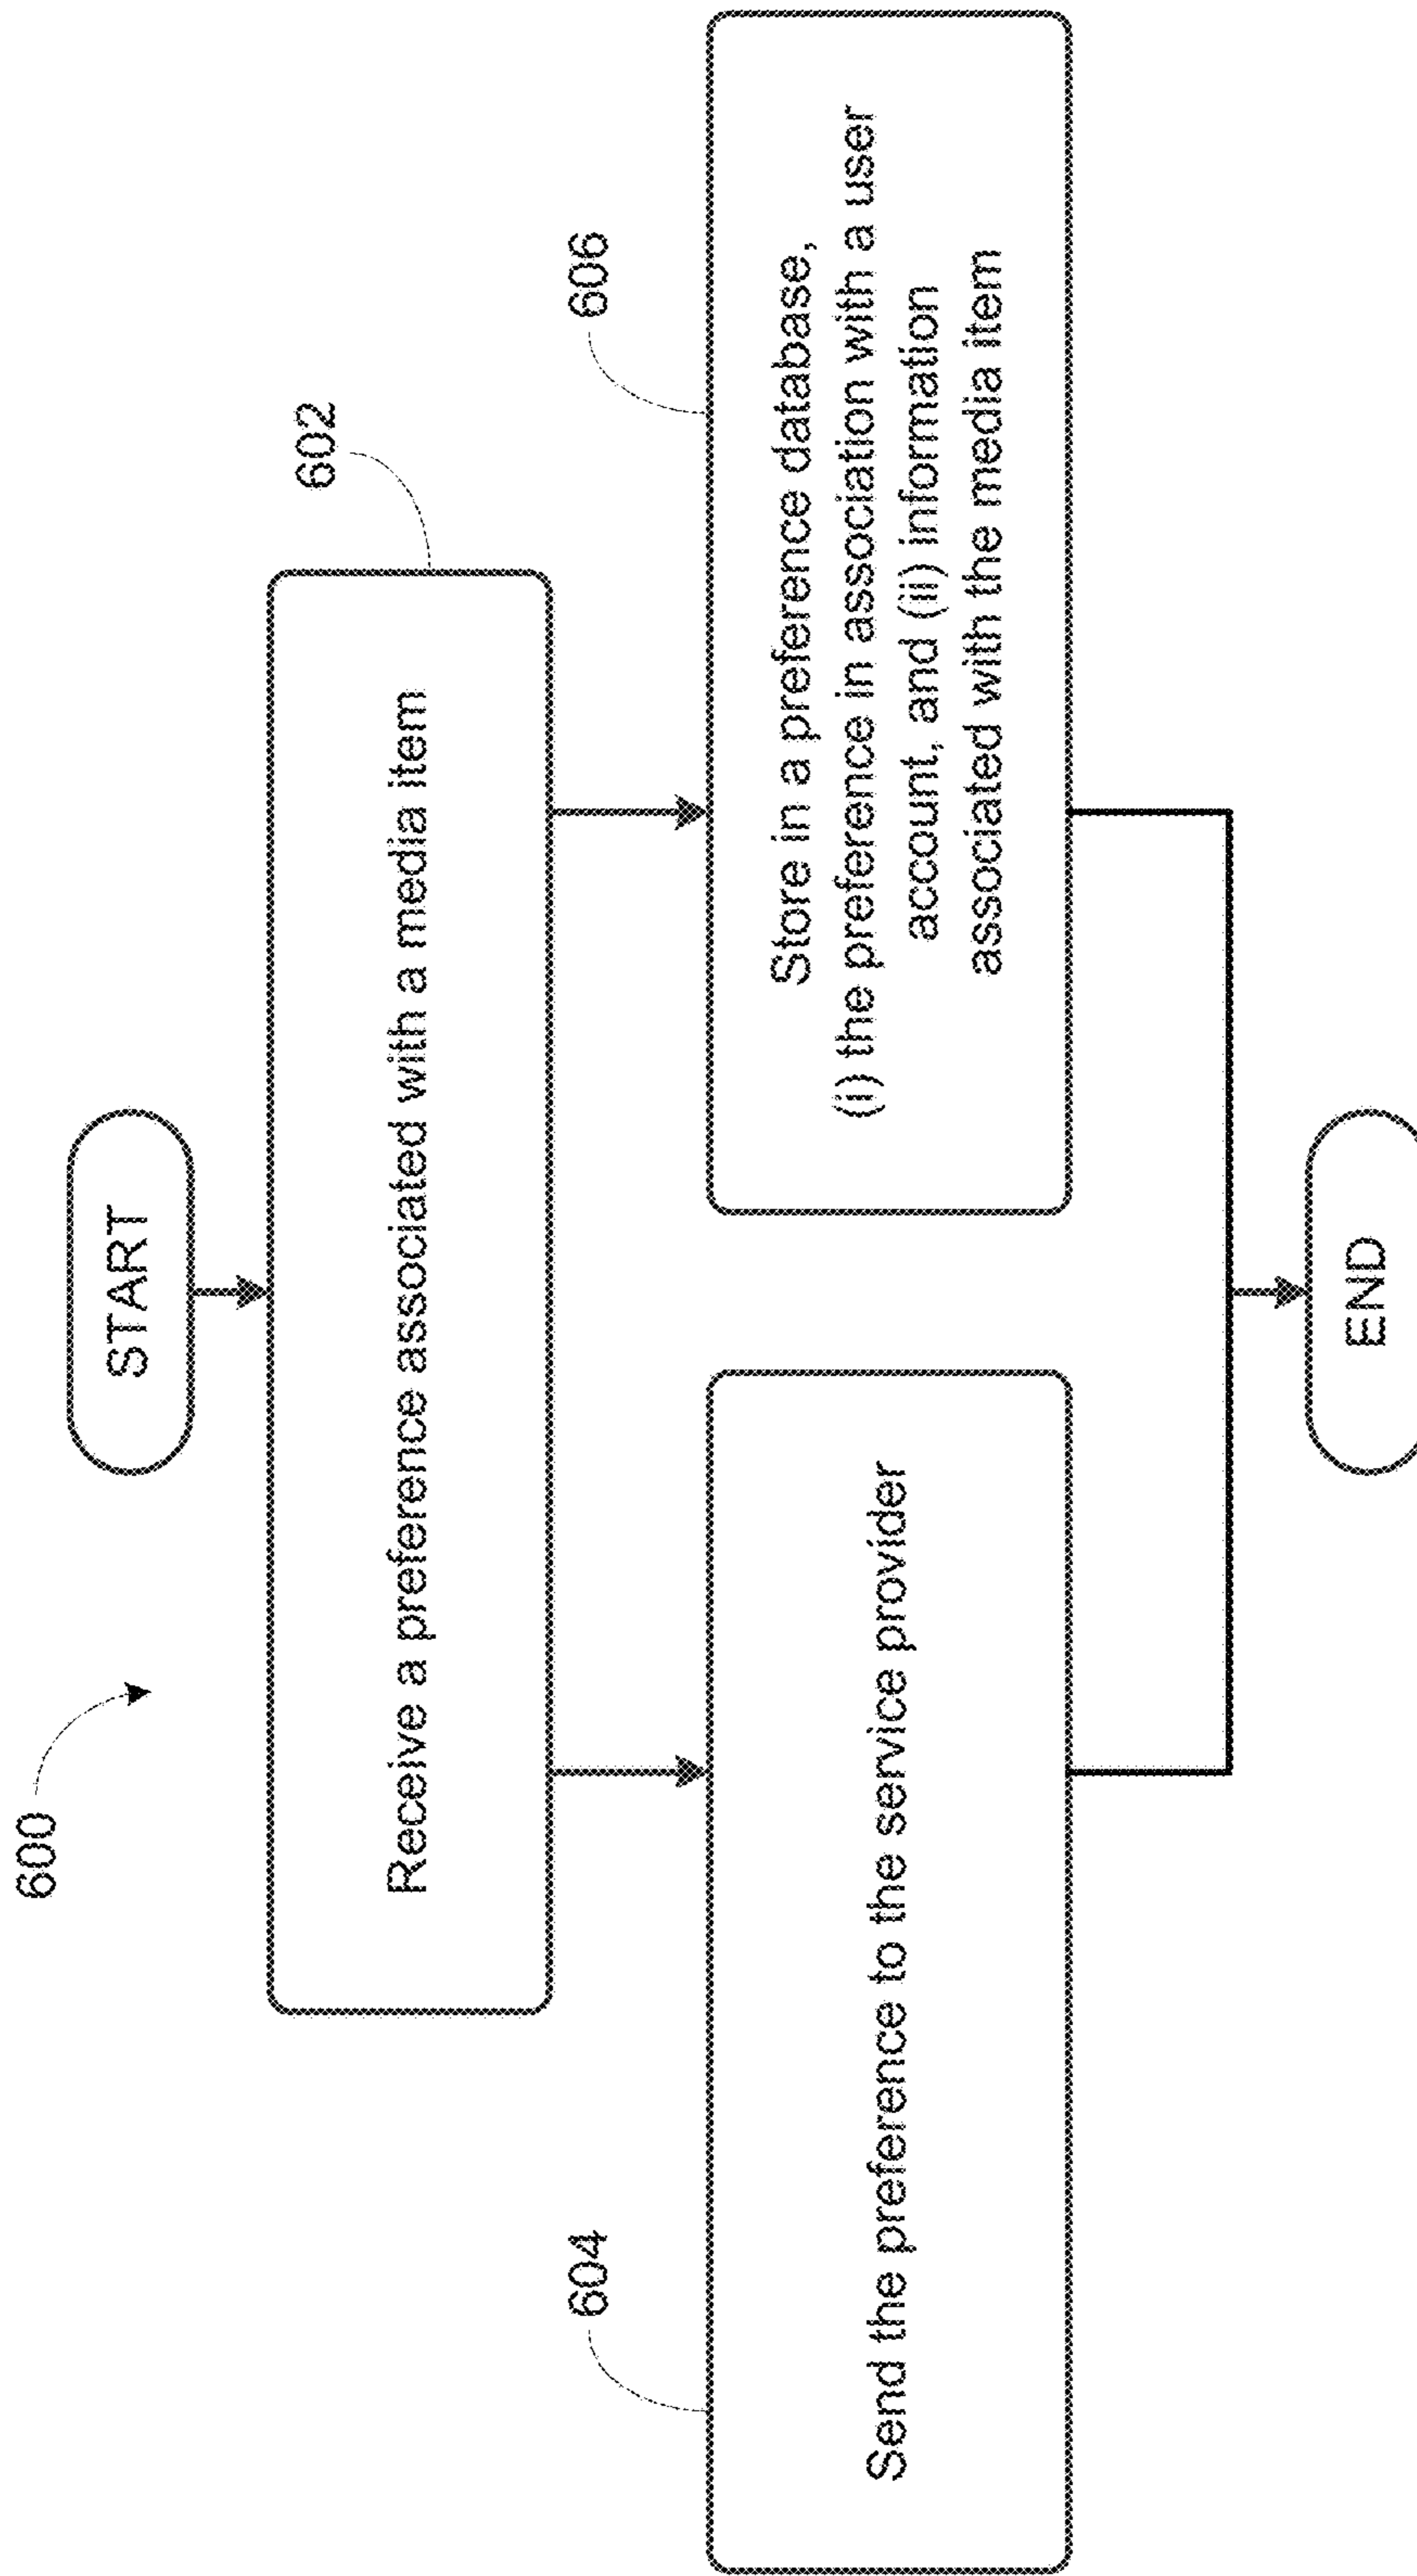 600
START
602
Receive a preference associated with a media item
604
Send the preference to the service provider
606
Store in a preference database,
(i) the preference in association with a user
account, and (ii) information
associated with the media item
END